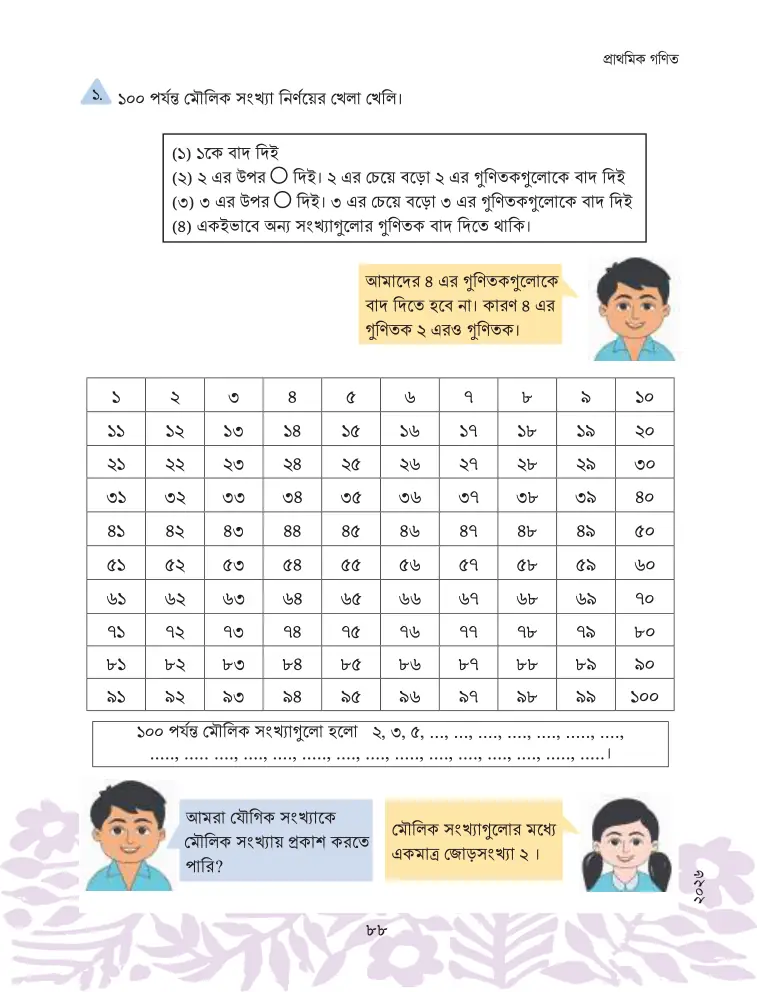 প্রাথমিক গণিত
১. ১০০ পর্যন্ত মৌলিক সংখ্যা নির্ণয়ের খেলা খেলি।
(১) ১কে বাদ দিই
(২) ২ এর উপর ◯ দিই। ২ এর চেয়ে বড়ো ২ এর গুণিতকগুলোকে বাদ দিই
(৩) ৩ এর উপর ◯ দিই। ৩ এর চেয়ে বড়ো ৩ এর গুণিতকগুলোকে বাদ দিই
(৪) একইভাবে অন্য সংখ্যাগুলোর গুণিতক বাদ দিতে থাকি।
আমাদের ৪ এর গুণিতকগুলোকে
বাদ দিতে হবে না। কারণ ৪ এর
গুণিতক ২ এরও গুণিতক।
১ ২ ৩ ৪ ৫ ৬ ৭ ৮ ৯ ১০
১১ ১২ ১৩ ১৪ ১৫ ১৬ ১৭ ১৮ ১৯ ২০
২১ ২২ ২৩ ২৪ ২৫ ২৬ ২৭ ২৮ ২৯ ৩০
৩১ ৩২ ৩৩ ৩৪ ৩৫ ৩৬ ৩৭ ৩৮ ৩৯ ৪০
৪১ ৪২ ৪৩ ৪৪ ৪৫ ৪৬ ৪৭ ৪৮ ৪৯ ৫০
৫১ ৫২ ৫৩ ৫৪ ৫৫ ৫৬ ৫৭ ৫৮ ৫৯ ৬০
৬১ ৬২ ৬৩ ৬৪ ৬৫ ৬৬ ৬৭ ৬৮ ৬৯ ৭০
৭১ ৭২ ৭৩ ৭৪ ৭৫ ৭৬ ৭৭ ৭৮ ৭৯ ৮০
৮১ ৮২ ৮৩ ৮৪ ৮৫ ৮৬ ৮৭ ৮৮ ৮৯ ৯০
৯১ ৯২ ৯৩ ৯৪ ৯৫ ৯৬ ৯৭ ৯৮ ৯৯ ১০০
১০০ পর্যন্ত মৌলিক সংখ্যাগুলো হলো ২, ৩, ৫, ..., ..., ...., ...., ...., ....., ....,
....., ..... ...., ...., ...., ....., ...., ...., ....., ...., ...., ...., ...., ....., .....।
আমরা যৌগিক সংখ্যাকে
মৌলিক সংখ্যায় প্রকাশ করতে
পারি?
মৌলিক সংখ্যাগুলোর মধ্যে
একমাত্র জোড়সংখ্যা ২ ।
২০২৬
৮৮